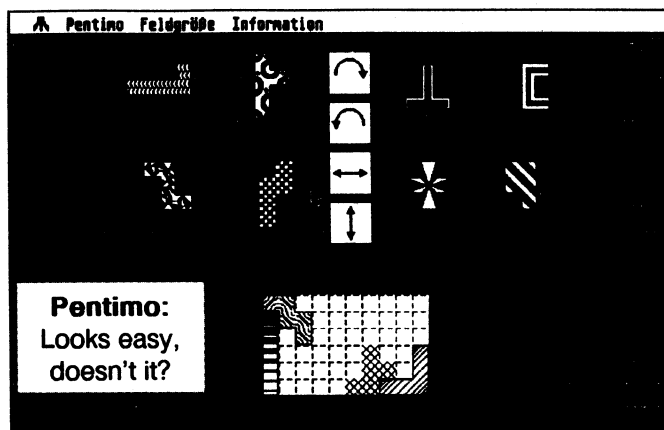 Pentimo Feldgröße Information
Pentimo:
Looks easy,
doesn't it?